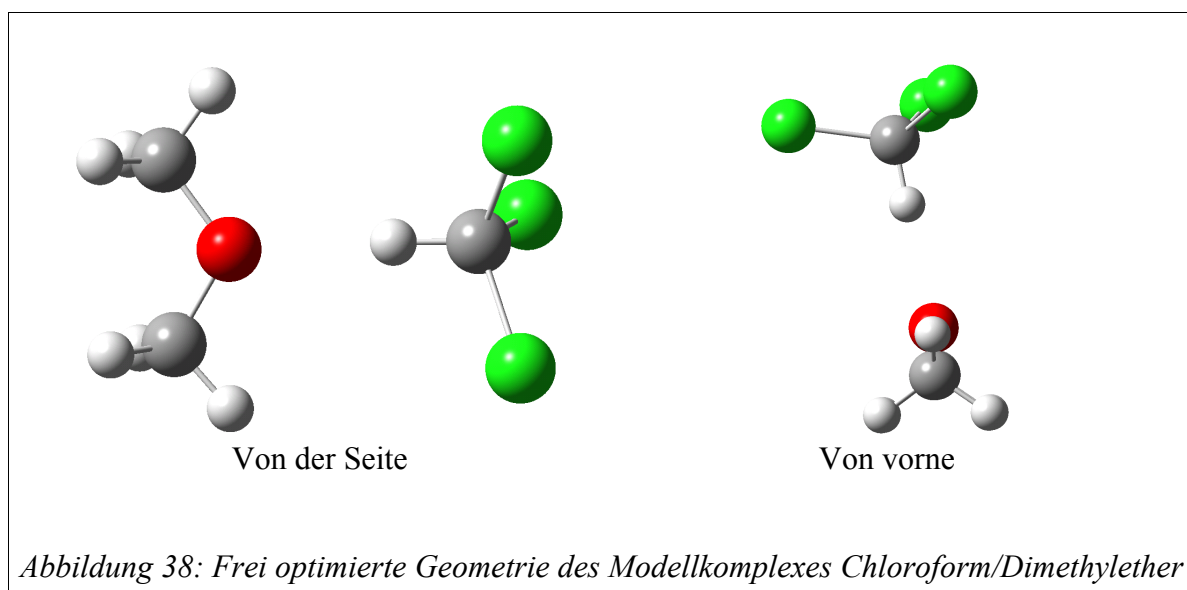 Von der Seite
Von vorne
Abbildung 38: Frei optimierte Geometrie des Modellkomplexes Chloroform/Dimethylether